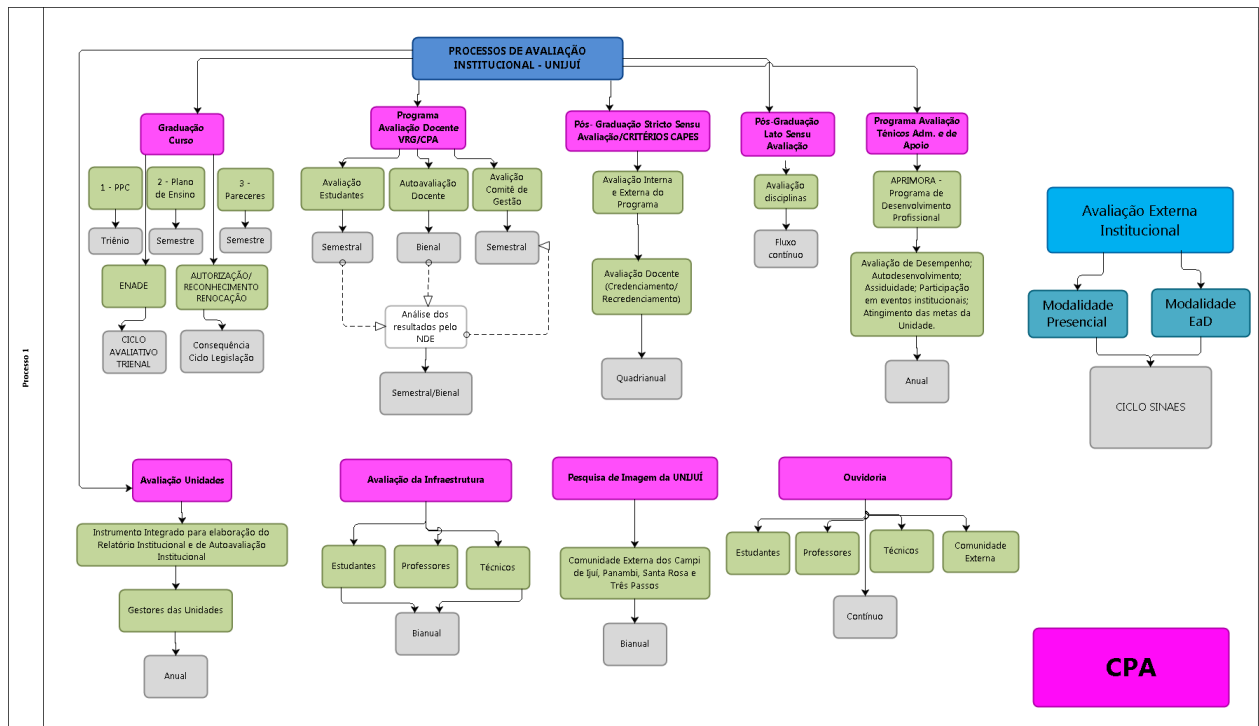 Processo 1
PROCESSOS DE AVALIAÇÃO
INSTITUCIONAL - UNIJUÍ
Graduação
Curso
1 - PPC
2 - Plano
de Ensino
3 -
Pareceres
Triênio
Semestre
Semestre
ENADE
AUTORIZAÇÃO/
RECONHECIMENTO
RENOCAÇÃO
CICLO
AVALIATIVO
TRIENAL
Consequência
Ciclo Legislação
Programa
Avaliação Docente
VRG/CPA
Avaliação
Estudantes
Autoavaliação
Docente
Avalição
Comitê de
Gestão
Semestral
Bienal
Semestral
Análise dos
resultados pelo
NDE
Semestral/Bienal
Pós- Graduação Stricto Sensu
Avaliação/CRITÉRIOS CAPES
Avaliação Interna
e Externa do
Programa
Avaliação Docente
(Credenciamento/
Recredenciamento)
Quadrianual
Pós-Graduação
Lato Sensu
Avaliação
Avaliação
disciplinas
Fluxo
contínuo
Programa Avaliação
Ténicos Adm. e de
Apoio
APRIMORA -
Programa de
Desenvolvimento
Profissional
Avaliação de Desempenho;
Autodesenvolvimento;
Assiduidade; Participação
em eventos institucionais;
Atingimento das metas da
Unidade.
Anual
Avaliação Externa
Institucional
Modalidade
Presencial
Modalidade
EaD
CICLO SINAES
Avaliação Unidades
Instrumento Integrado para elaboração do
Relatório Institucional e de Autoavaliação
Institucional
Gestores das Unidades
Anual
Avaliação da Infraestrutura
Estudantes
Professores
Técnicos
Bianual
Pesquisa de Imagem da UNIJUÍ
Comunidade Externa dos Campi
de Ijuí, Panambi, Santa Rosa e
Três Passos
Bianual
Ouvidoria
Estudantes
Professores
Técnicos
Comunidade
Externa
Contínuo
CPA